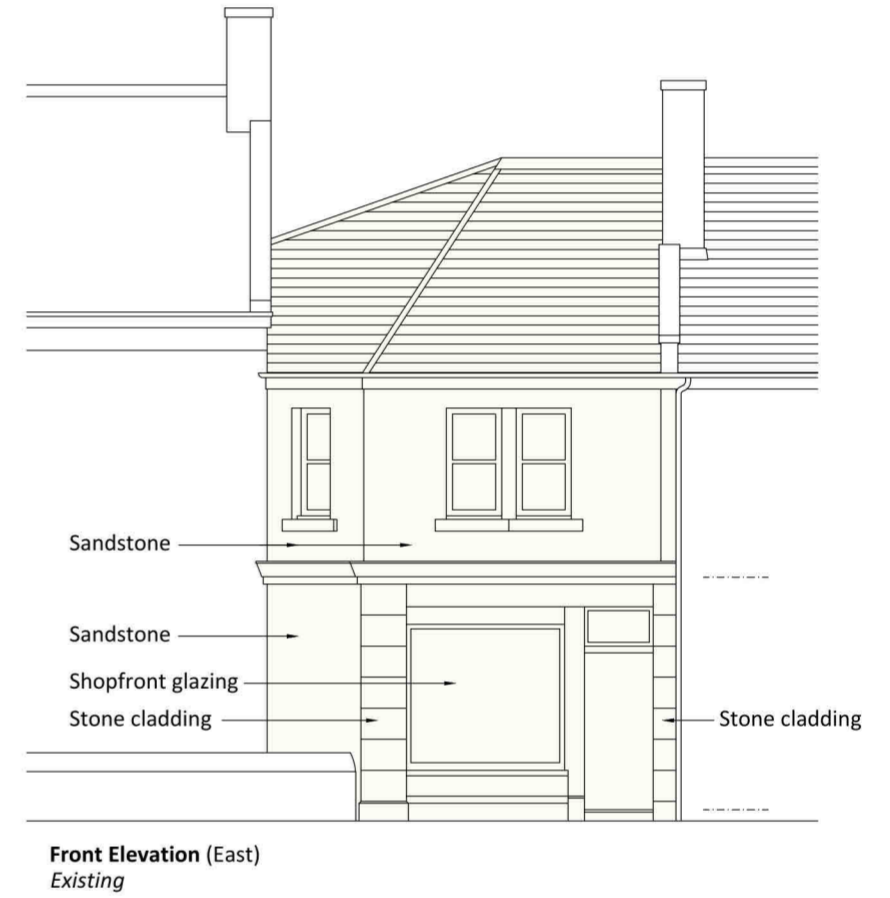 Sandstone
Sandstone
Shopfront glazing
Stone cladding
Stone cladding
Front Elevation (East)
Existing